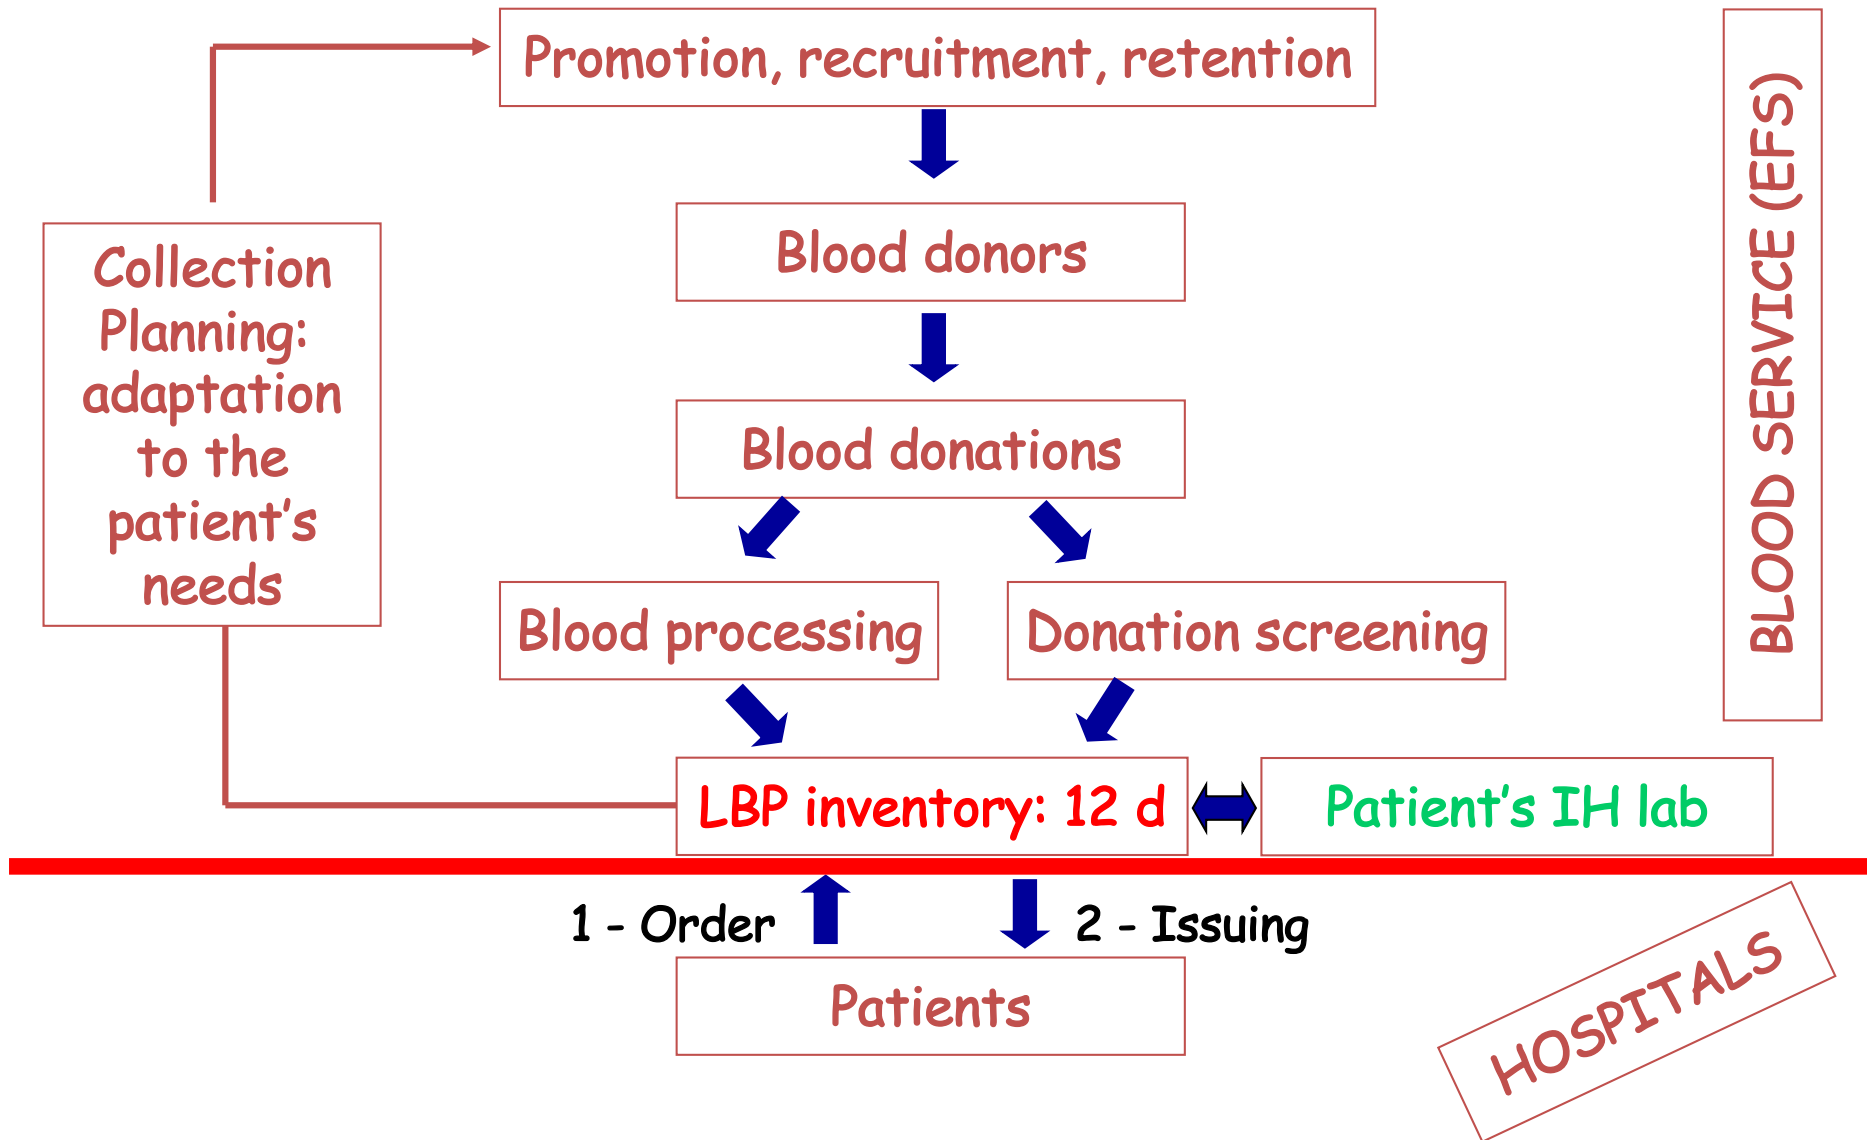 Promotion, recruitment, retention
BLOOD SERVICE (EFS)
Blood donors
Collection
Planning:
adaptation
to the
patient’s
needs
Blood donations
Blood processing
Donation screening
LBP inventory: 12 d
Patient’s IH lab
1 - Order
2 - Issuing
Patients
HOSPITALS